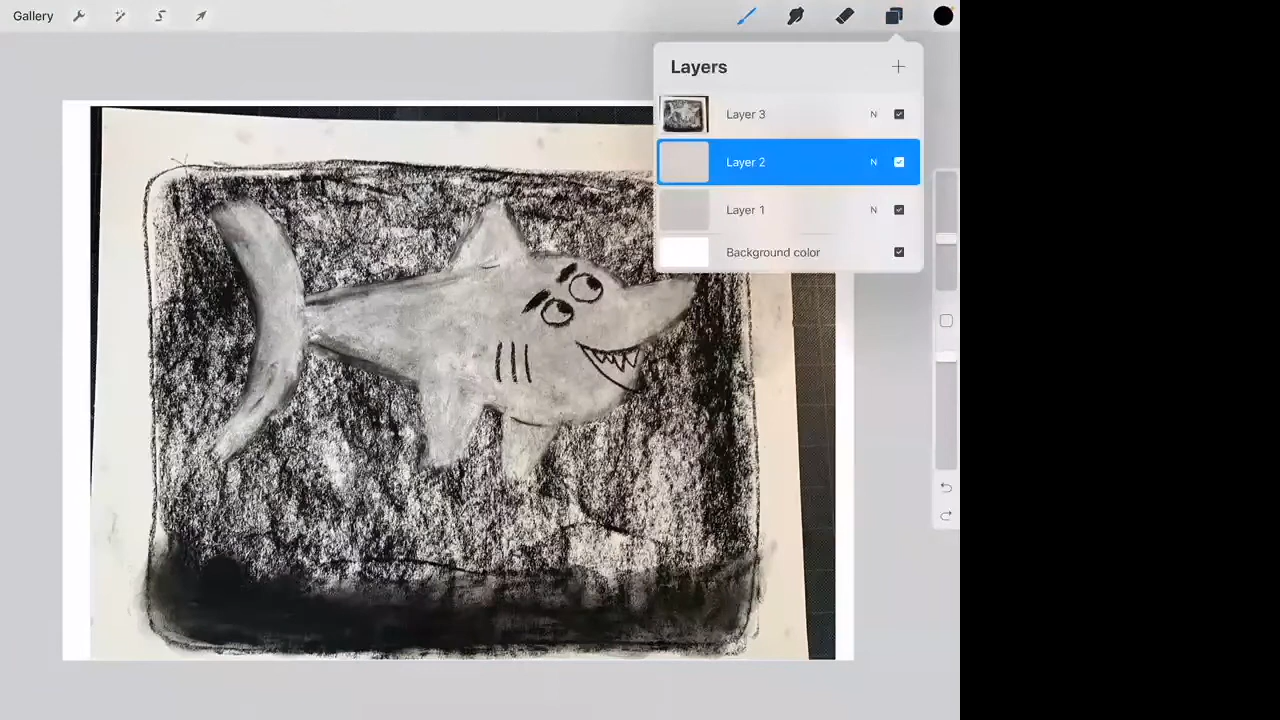 Gallery
Layers
Layer 3 N
Layer 2 N
Layer 1 N
Background color